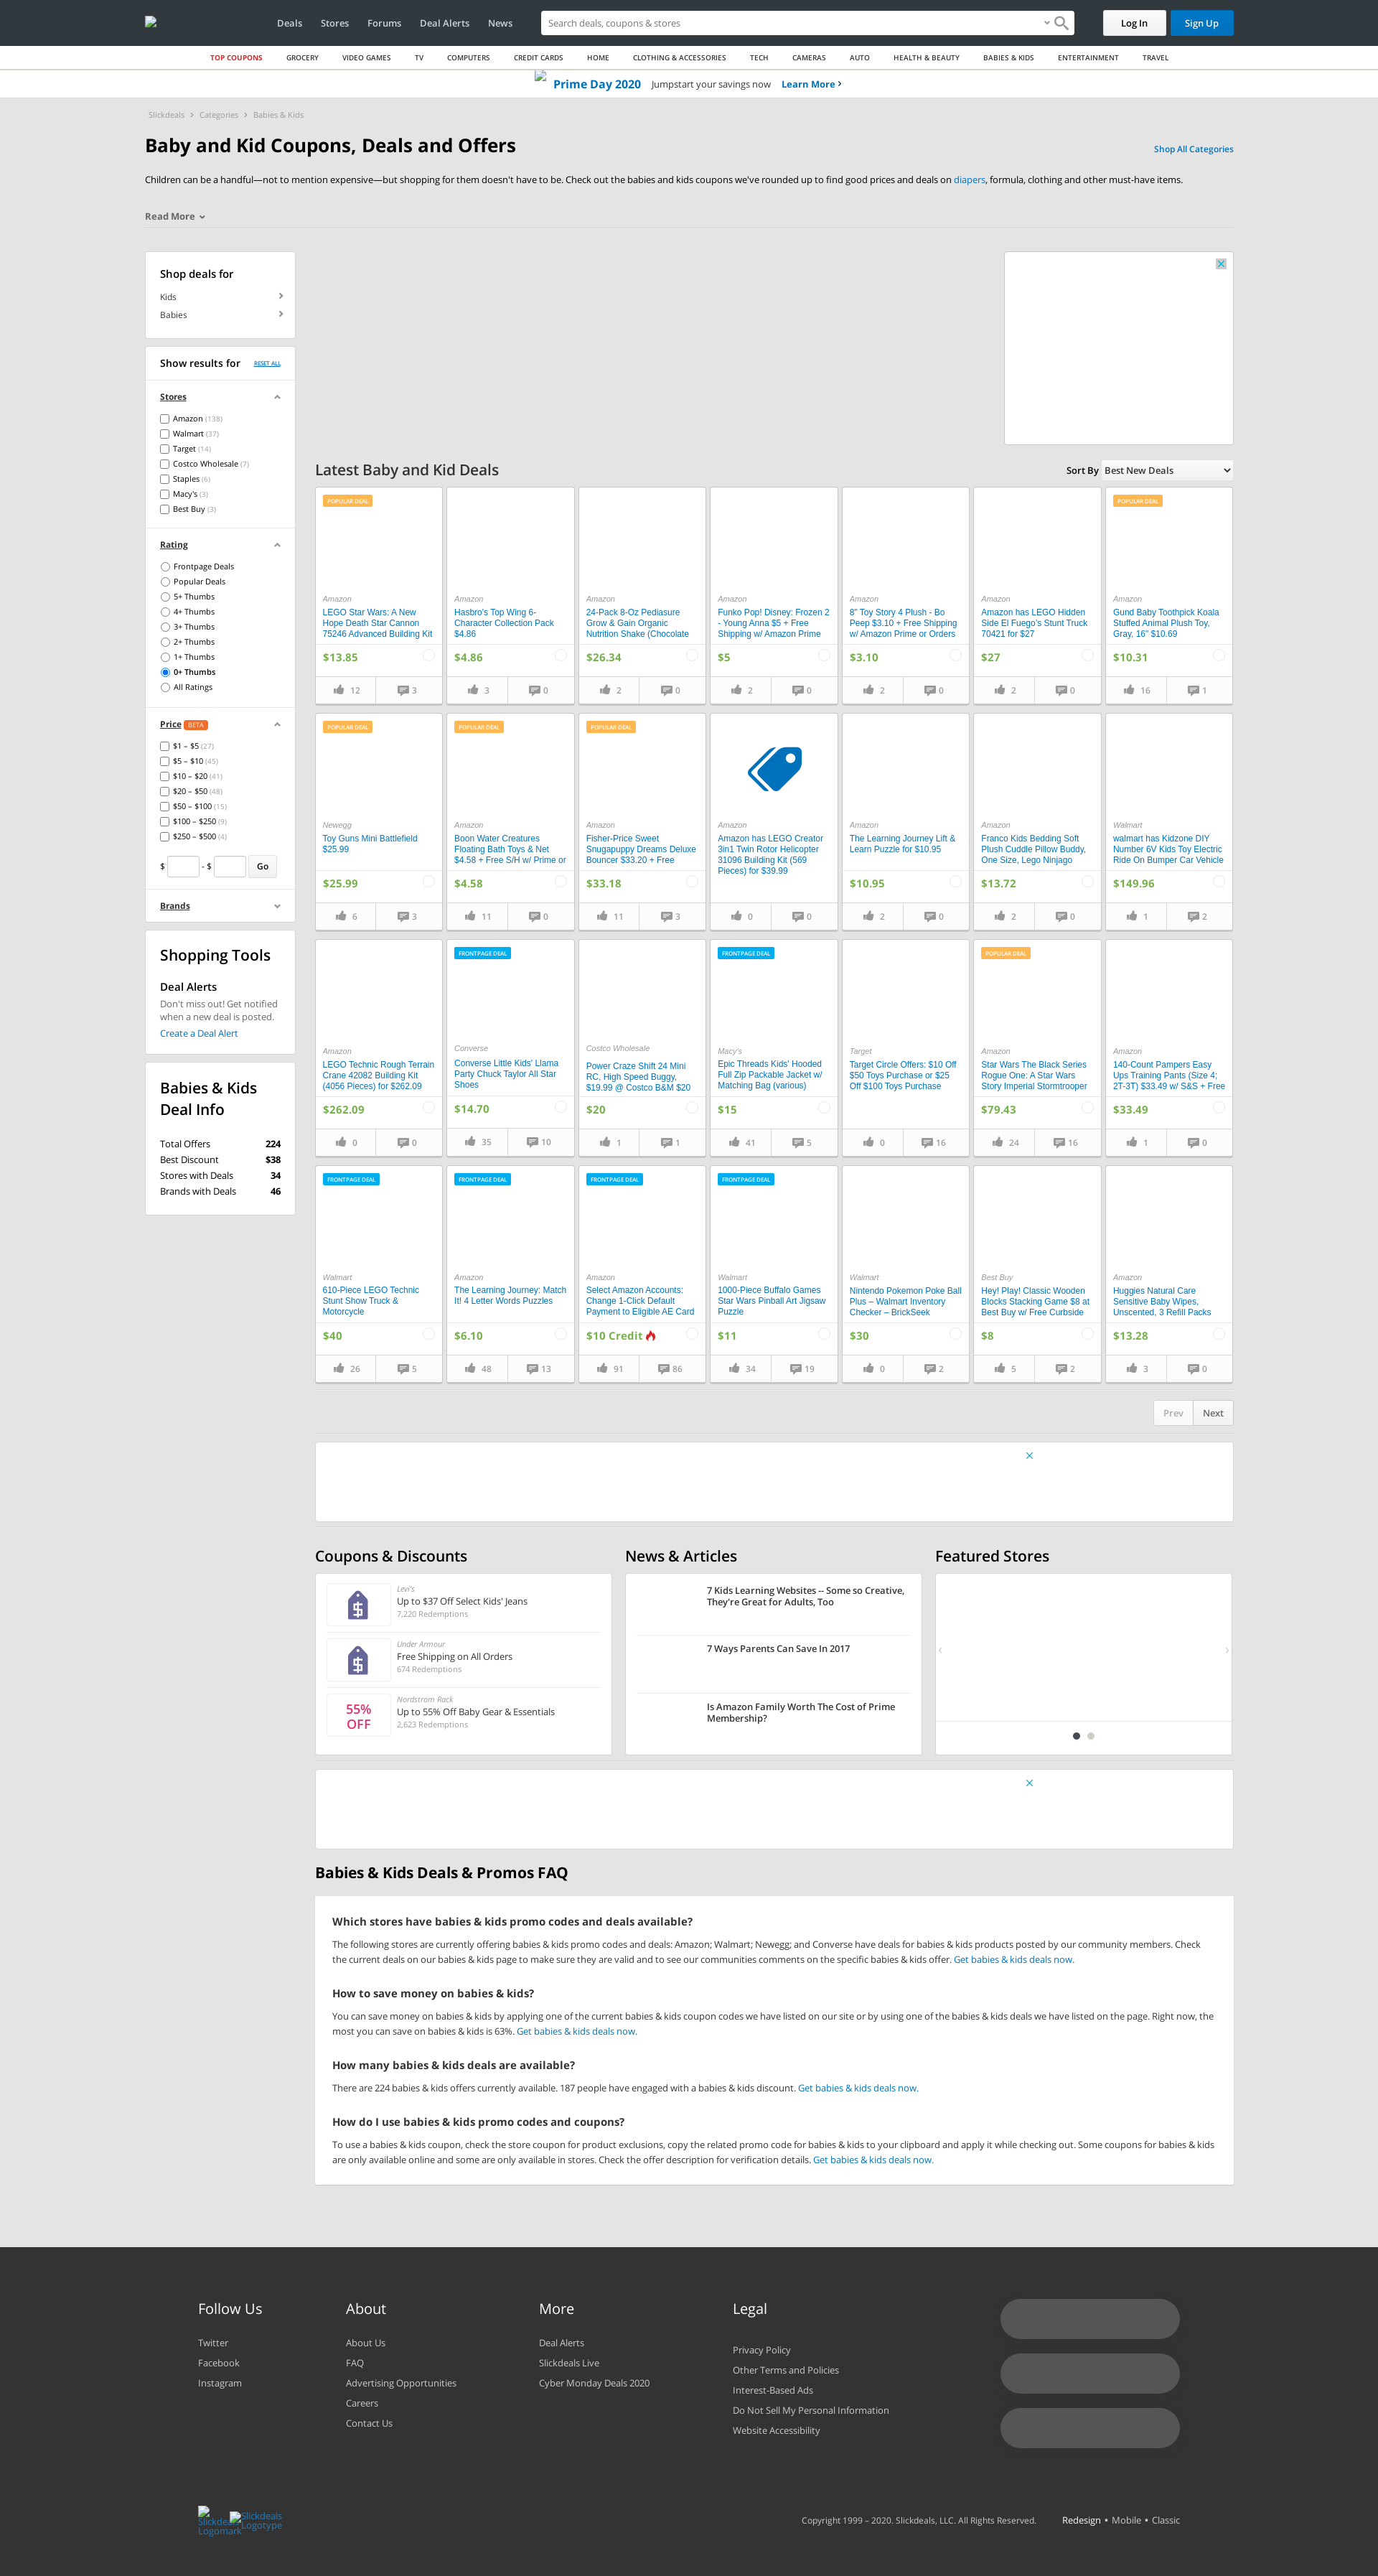 Deals Stores Forums Deal Alerts News
Search deals, coupons & stores
Log In
Sign Up
TOP COUPONS GROCERY VIDEO GAMES TV COMPUTERS CREDIT CARDS HOME CLOTHING & ACCESSORIES TECH CAMERAS AUTO HEALTH & BEAUTY BABIES & KIDS ENTERTAINMENT TRAVEL
Prime Day 2020 Jumpstart your savings now Learn More
Slickdeals Categories Babies & Kids
Baby and Kid Coupons, Deals and Offers
Shop All Categories
Children can be a handful—not to mention expensive—but shopping for them doesn't have to be. Check out the babies and kids coupons we've rounded up to find good prices and deals on diapers, formula, clothing and other must-have items.
Read More
Shop deals for
Kids
Babies
Show results for RESET ALL
Stores
Amazon (138)
Walmart (37)
Target (14)
Costco Wholesale (7)
Staples (6)
Macy's (3)
Best Buy (3)
Rating
Frontpage Deals
Popular Deals
5+ Thumbs
4+ Thumbs
3+ Thumbs
2+ Thumbs
1+ Thumbs
0+ Thumbs
All Ratings
Price BETA
$1 – $5 (27)
$5 – $10 (45)
$10 – $20 (41)
$20 – $50 (48)
$50 – $100 (15)
$100 – $250 (9)
$250 – $500 (4)
$ - $ Go
Brands
Shopping Tools
Deal Alerts
Don't miss out! Get notified
when a new deal is posted.
Create a Deal Alert
Babies & Kids
Deal Info
Total Offers 224
Best Discount $38
Stores with Deals 34
Brands with Deals 46
Latest Baby and Kid Deals
Sort By Best New Deals
POPULAR DEAL
Amazon
LEGO Star Wars: A New
Hope Death Star Cannon
75246 Advanced Building Kit
$13.85
12 3
Amazon
Hasbro's Top Wing 6-
Character Collection Pack
$4.86
$4.86
3 0
Amazon
24-Pack 8-Oz Pediasure
Grow & Gain Organic
Nutrition Shake (Chocolate
$26.34
2 0
Amazon
Funko Pop! Disney: Frozen 2
- Young Anna $5 + Free
Shipping w/ Amazon Prime
$5
2 0
Amazon
8" Toy Story 4 Plush - Bo
Peep $3.10 + Free Shipping
w/ Amazon Prime or Orders
$3.10
2 0
Amazon
Amazon has LEGO Hidden
Side El Fuego's Stunt Truck
70421 for $27
$27
2 0
POPULAR DEAL
Amazon
Gund Baby Toothpick Koala
Stuffed Animal Plush Toy,
Gray, 16" $10.69
$10.31
16 1
POPULAR DEAL
Newegg
Toy Guns Mini Battlefield
$25.99
$25.99
6 3
POPULAR DEAL
Amazon
Boon Water Creatures
Floating Bath Toys & Net
$4.58 + Free S/H w/ Prime or
$4.58
11 0
POPULAR DEAL
Amazon
Fisher-Price Sweet
Snugapuppy Dreams Deluxe
Bouncer $33.20 + Free
$33.18
11 3
Amazon
Amazon has LEGO Creator
3in1 Twin Rotor Helicopter
31096 Building Kit (569
Pieces) for $39.99
0 0
Amazon
The Learning Journey Lift &
Learn Puzzle for $10.95
$10.95
2 0
Amazon
Franco Kids Bedding Soft
Plush Cuddle Pillow Buddy,
One Size, Lego Ninjago
$13.72
2 0
Walmart
walmart has Kidzone DIY
Number 6V Kids Toy Electric
Ride On Bumper Car Vehicle
$149.96
1 2
Amazon
LEGO Technic Rough Terrain
Crane 42082 Building Kit
(4056 Pieces) for $262.09
$262.09
0 0
FRONTPAGE DEAL
Converse
Converse Little Kids' Llama
Party Chuck Taylor All Star
Shoes
$14.70
35 10
Costco Wholesale
Power Craze Shift 24 Mini
RC, High Speed Buggy,
$19.99 @ Costco B&M $20
$20
1 1
FRONTPAGE DEAL
Macy's
Epic Threads Kids' Hooded
Full Zip Packable Jacket w/
Matching Bag (various)
$15
41 5
Target
Target Circle Offers: $10 Off
$50 Toys Purchase or $25
Off $100 Toys Purchase
0 16
POPULAR DEAL
Amazon
Star Wars The Black Series
Rogue One: A Star Wars
Story Imperial Stormtrooper
$79.43
24 16
Amazon
140-Count Pampers Easy
Ups Training Pants (Size 4;
2T-3T) $33.49 w/ S&S + Free
$33.49
1 0
FRONTPAGE DEAL
Walmart
610-Piece LEGO Technic
Stunt Show Truck &
Motorcycle
$40
26 5
FRONTPAGE DEAL
Amazon
The Learning Journey: Match
It! 4 Letter Words Puzzles
$6.10
48 13
FRONTPAGE DEAL
Amazon
Select Amazon Accounts:
Change 1-Click Default
Payment to Eligible AE Card
$10 Credit
91 86
FRONTPAGE DEAL
Walmart
1000-Piece Buffalo Games
Star Wars Pinball Art Jigsaw
Puzzle
$11
34 19
Walmart
Nintendo Pokemon Poke Ball
Plus – Walmart Inventory
Checker – BrickSeek
$30
0 2
Best Buy
Hey! Play! Classic Wooden
Blocks Stacking Game $8 at
Best Buy w/ Free Curbside
$8
5 2
Amazon
Huggies Natural Care
Sensitive Baby Wipes,
Unscented, 3 Refill Packs
$13.28
3 0
Prev Next
Coupons & Discounts
Levi's
Up to $37 Off Select Kids' Jeans
7,220 Redemptions
Under Armour
Free Shipping on All Orders
674 Redemptions
55%
OFF
Nordstrom Rack
Up to 55% Off Baby Gear & Essentials
2,623 Redemptions
News & Articles
7 Kids Learning Websites -- Some so Creative,
They're Great for Adults, Too
7 Ways Parents Can Save In 2017
Is Amazon Family Worth The Cost of Prime
Membership?
Featured Stores
Babies & Kids Deals & Promos FAQ
Which stores have babies & kids promo codes and deals available?
The following stores are currently offering babies & kids promo codes and deals: Amazon; Walmart; Newegg; and Converse have deals for babies & kids products posted by our community members. Check
the current deals on our babies & kids page to make sure they are valid and to see our communities comments on the specific babies & kids offer. Get babies & kids deals now.
How to save money on babies & kids?
You can save money on babies & kids by applying one of the current babies & kids coupon codes we have listed on our site or by using one of the babies & kids deals we have listed on the page. Right now, the
most you can save on babies & kids is 63%. Get babies & kids deals now.
How many babies & kids deals are available?
There are 224 babies & kids offers currently available. 187 people have engaged with a babies & kids discount. Get babies & kids deals now.
How do I use babies & kids promo codes and coupons?
To use a babies & kids coupon, check the store coupon for product exclusions, copy the related promo code for babies & kids to your clipboard and apply it while checking out. Some coupons for babies & kids
are only available online and some are only available in stores. Check the offer description for verification details. Get babies & kids deals now.
Follow Us
Twitter
Facebook
Instagram
About
About Us
FAQ
Advertising Opportunities
Careers
Contact Us
More
Deal Alerts
Slickdeals Live
Cyber Monday Deals 2020
Legal
Privacy Policy
Other Terms and Policies
Interest-Based Ads
Do Not Sell My Personal Information
Website Accessibility
Slickdeals
Logomark
Slickdeals
Logotype
Copyright 1999 – 2020. Slickdeals, LLC. All Rights Reserved.
Redesign • Mobile • Classic